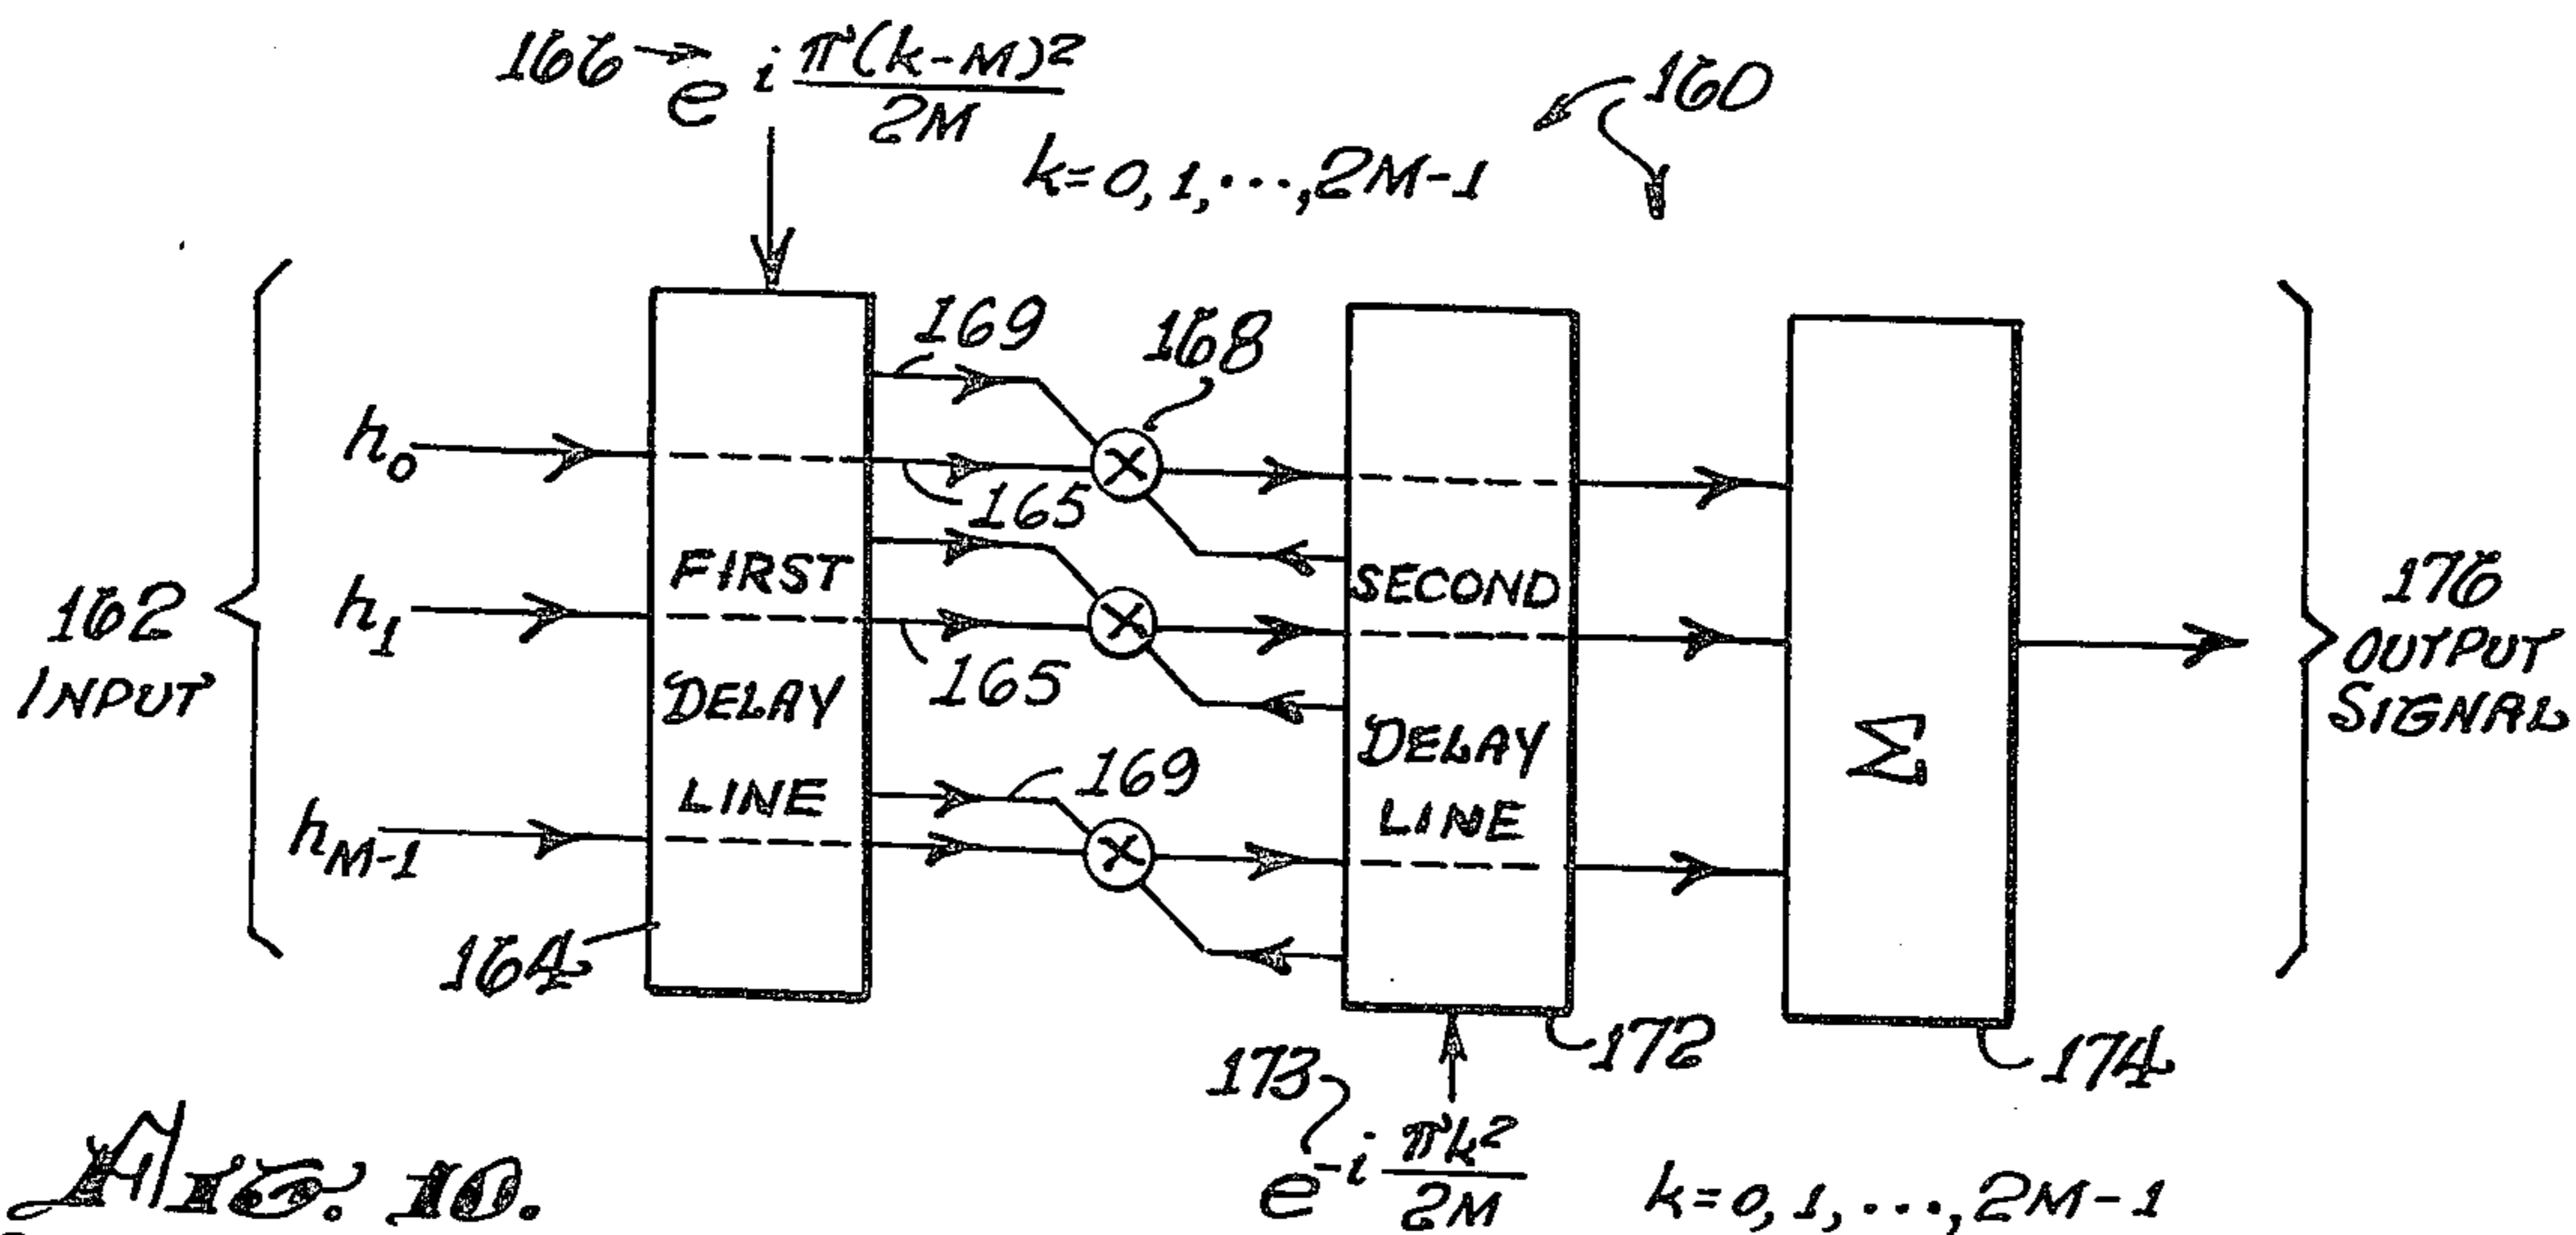 166 → e^{i π(k-M)²/2M}
k=0, 1, ..., 2M-1
160
169
168
h₀
165
FIRST
DELAY
LINE
SECOND
DELAY
LINE
Σ
162
INPUT
h₁
165
169
h_{M-1}
164
176
OUTPUT
SIGNAL
172
174
173
e^{-i πk²/2M}
k=0, 1, ..., 2M-1
FIG. 10.